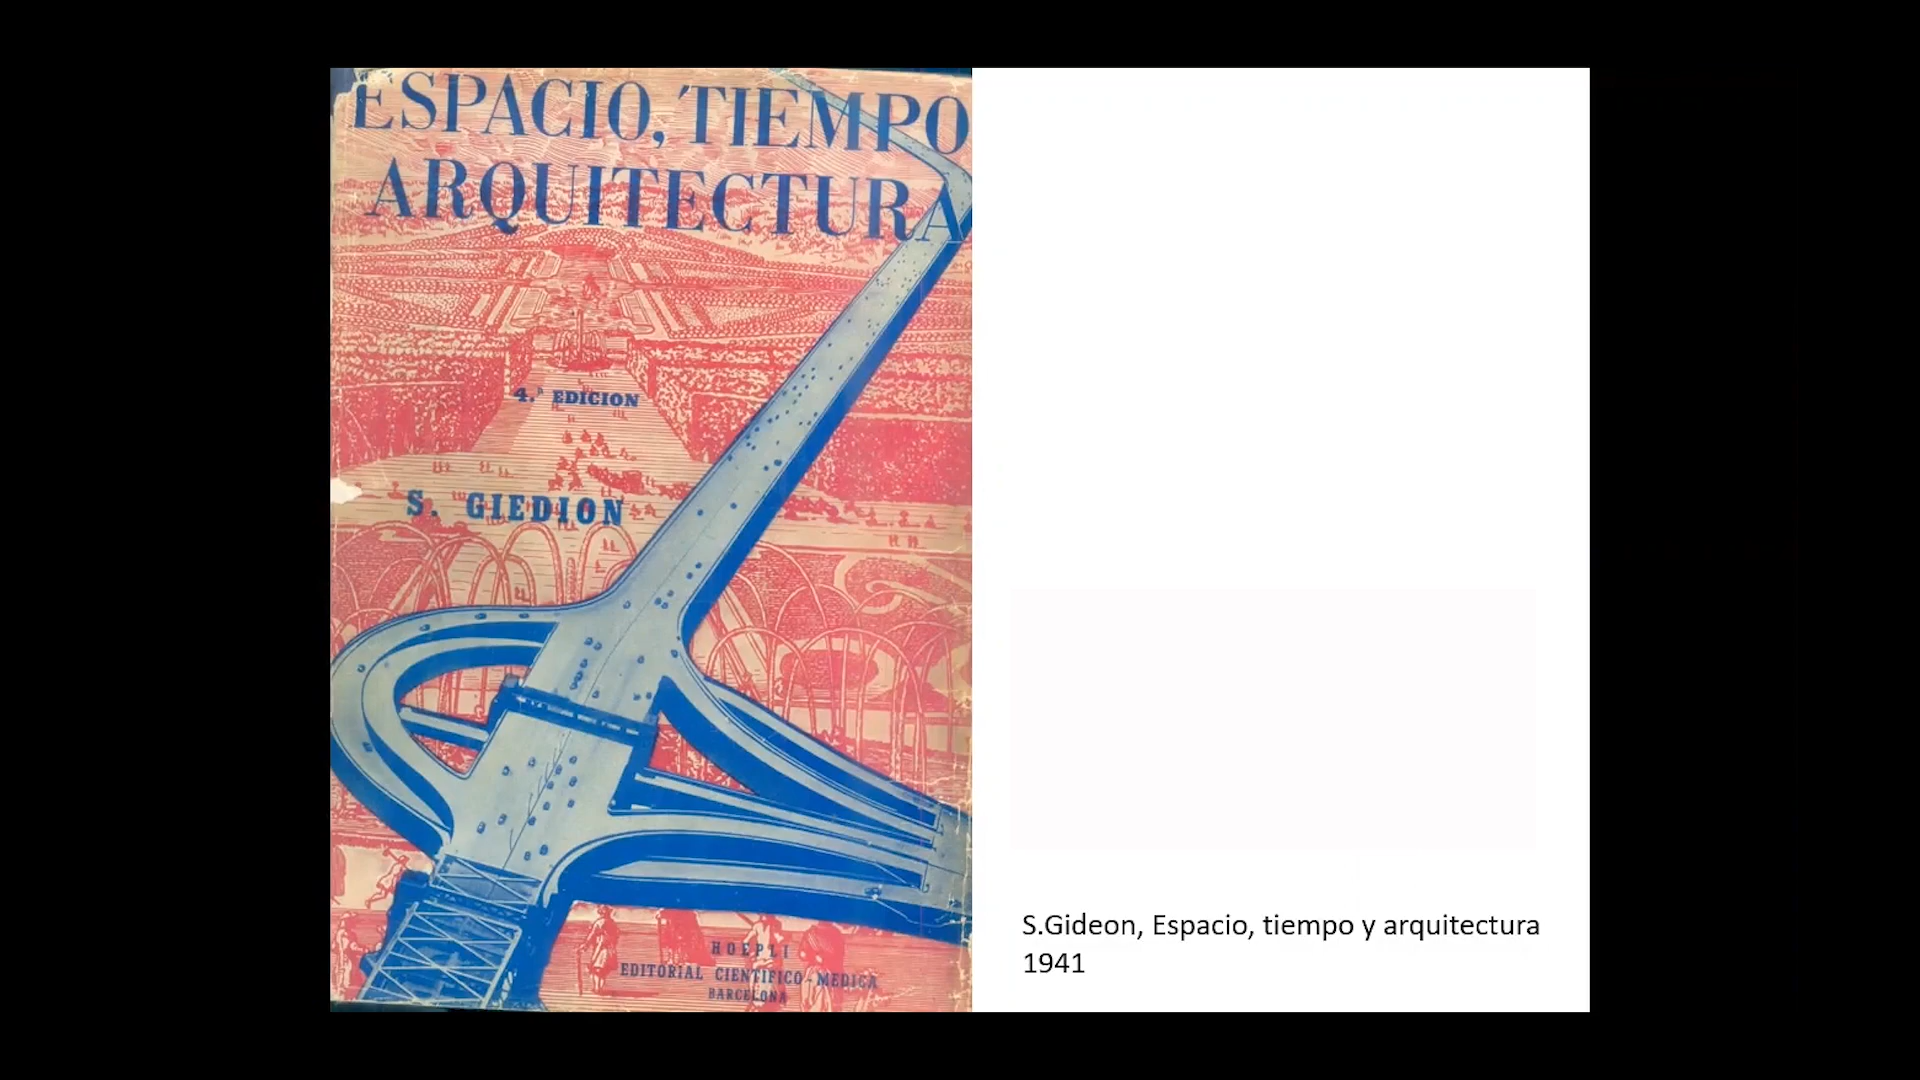 ESPACIO, TIEMPO
ARQUITECTURA
4.ª EDICION
S. GIEDION
HOEPLI
EDITORIAL CIENTIFICO-MEDICA
BARCELONA
S.Gideon, Espacio, tiempo y arquitectura
1941